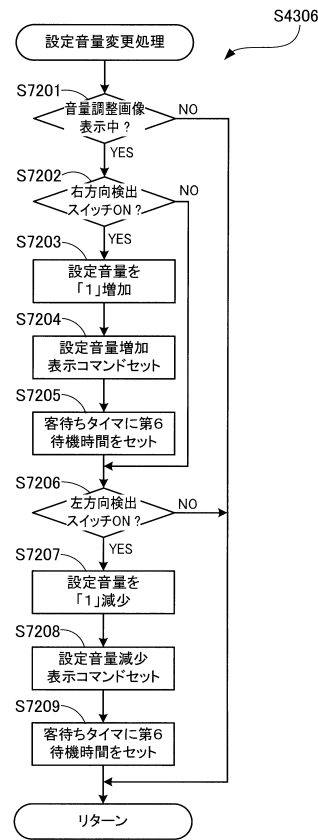 S4306
設定音量変更処理
S7201
音量調整画像
表示中？
NO
YES
S7202
右方向検出
スイッチON？
NO
YES
S7203
設定音量を
「１」増加
S7204
設定音量増加
表示コマンドセット
S7205
客待ちタイマに第６
待機時間をセット
S7206
左方向検出
スイッチON？
NO
YES
S7207
設定音量を
「１」減少
S7208
設定音量減少
表示コマンドセット
S7209
客待ちタイマに第６
待機時間をセット
リターン